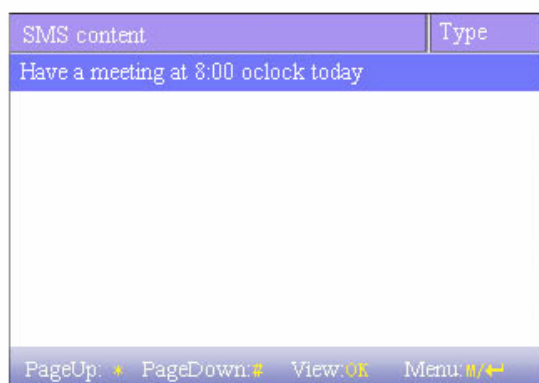 SMS content Type
Have a meeting at 8:00 oclock today
PageUp: * PageDown:# View:OK Menu:M/↵